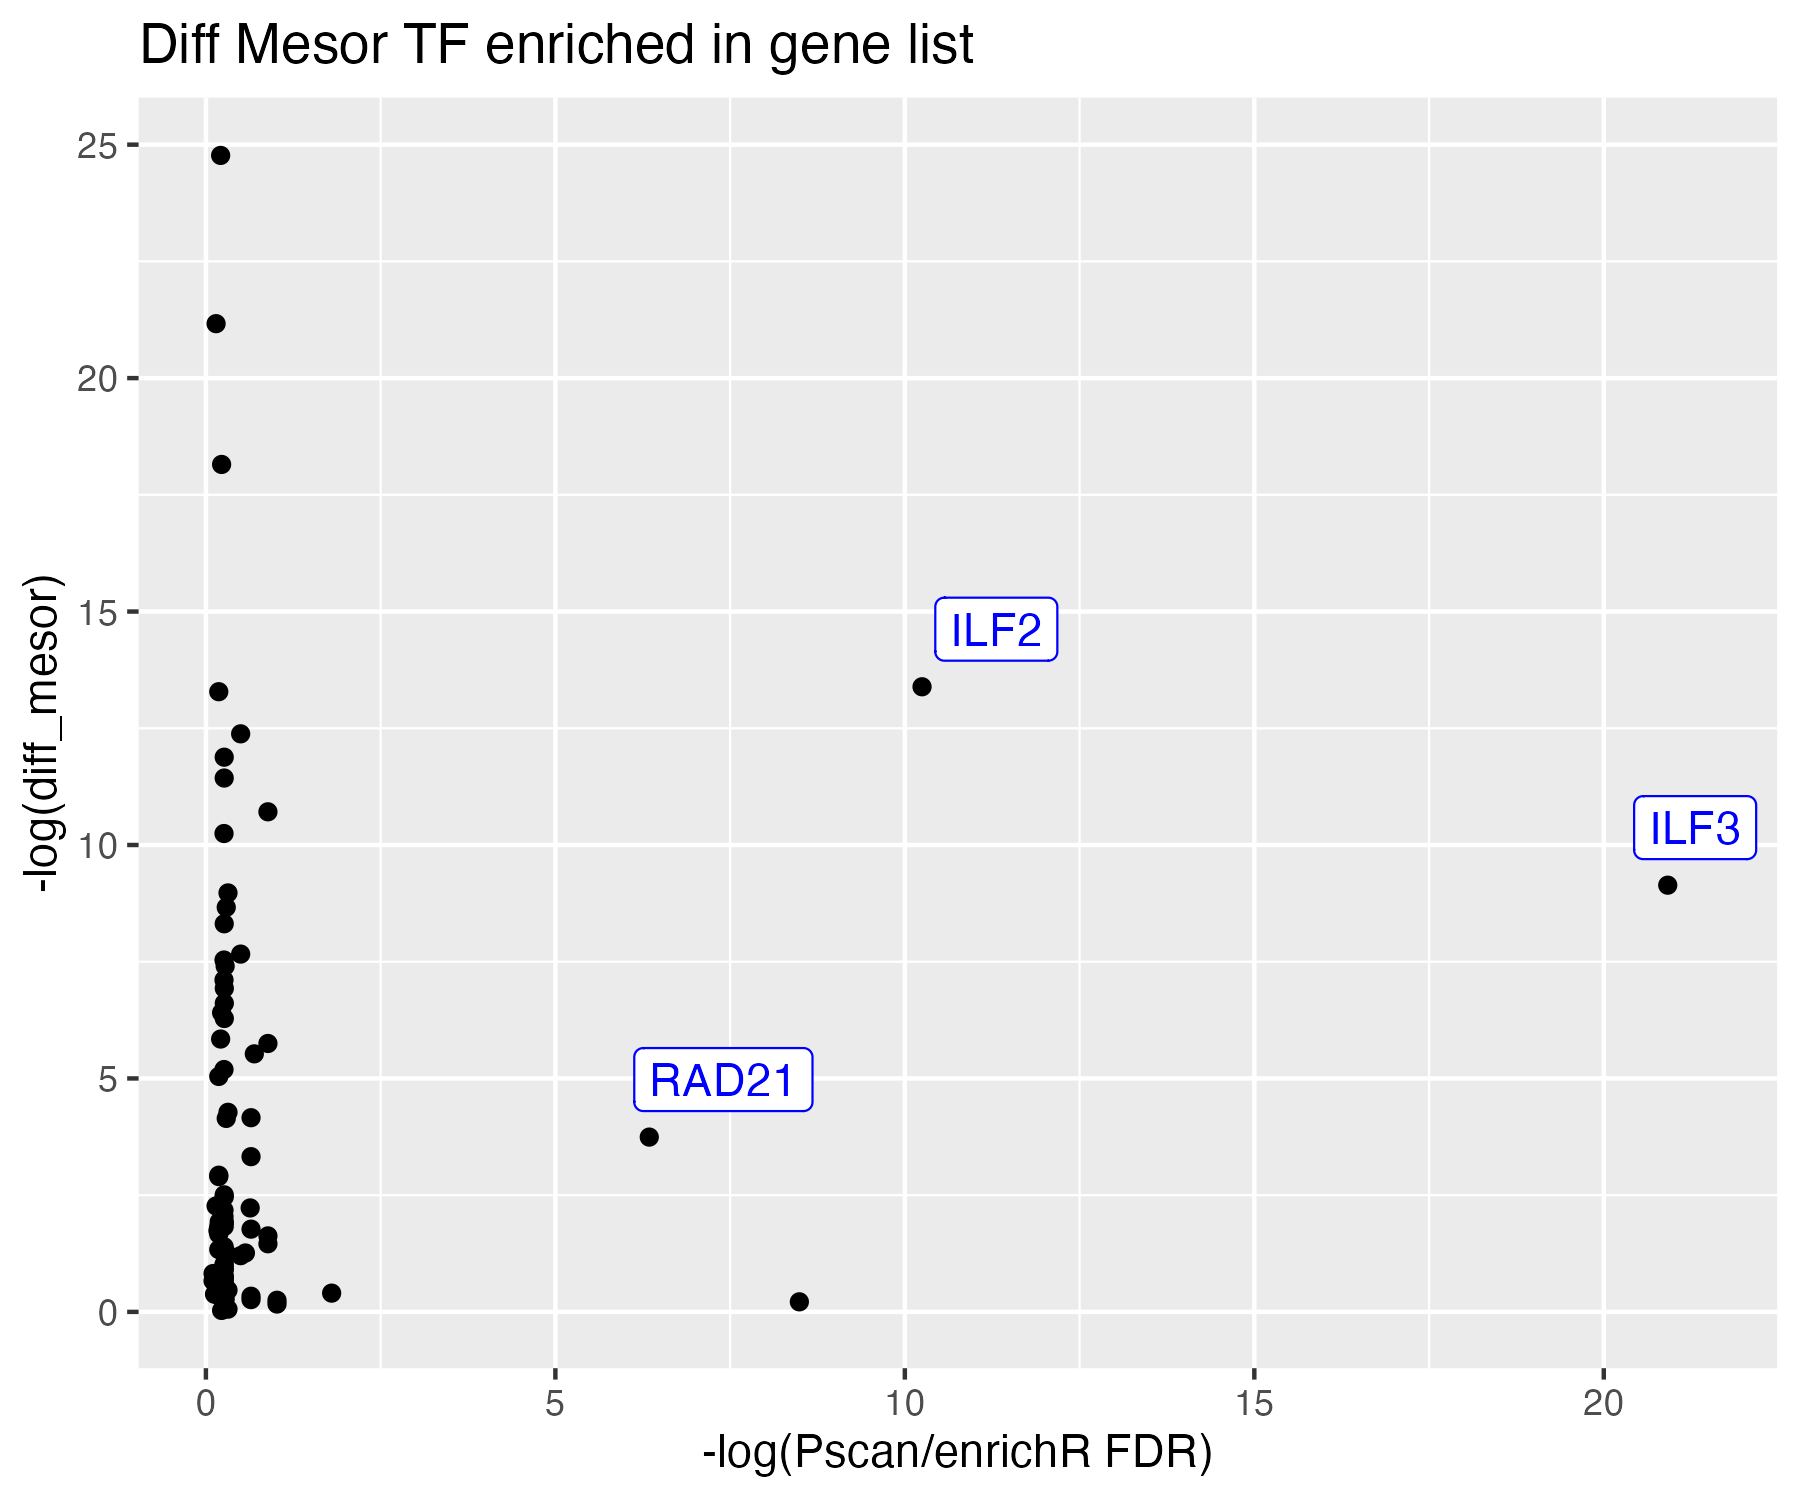 Diff Mesor TF enriched in gene list
-log(diff_mesor)
25
20
15
10
5
0
ILF2
ILF3
RAD21
0 5 10 15 20
-log(Pscan/enrichR FDR)